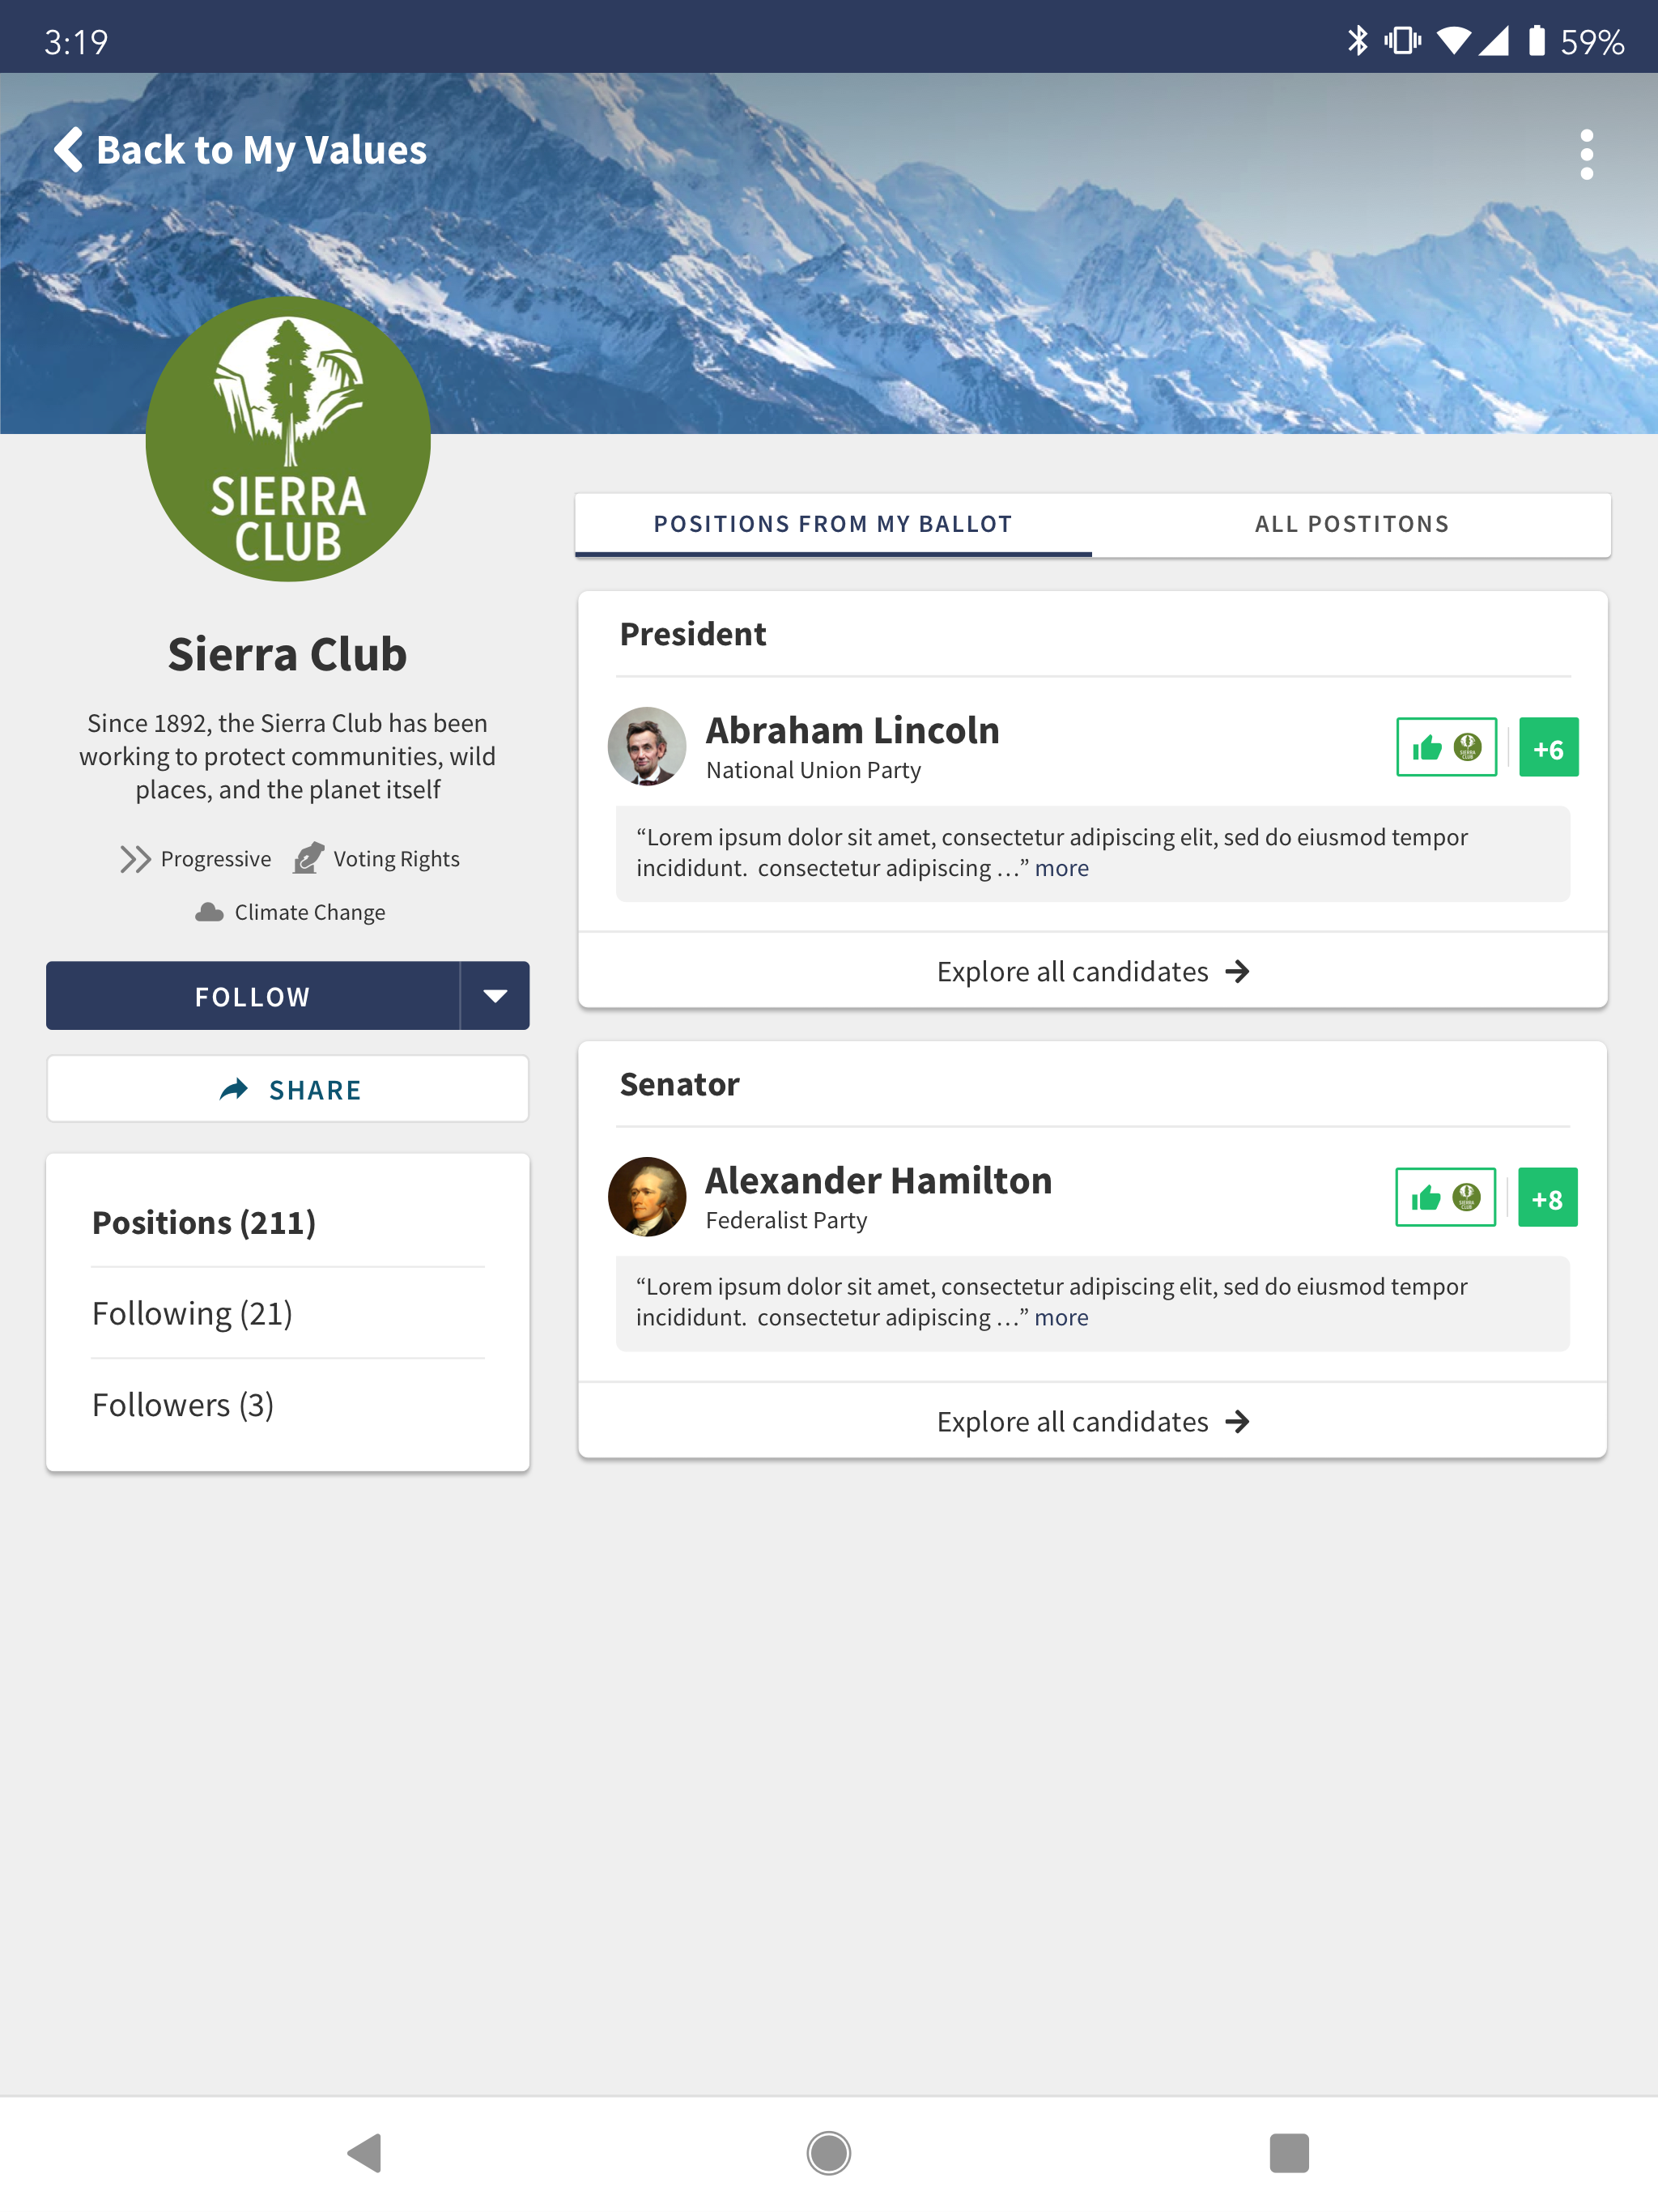 3:19
59%
Back to My Values
SIERRA
CLUB
Sierra Club
Since 1892, the Sierra Club has been
working to protect communities, wild
places, and the planet itself
Progressive
Voting Rights
Climate Change
FOLLOW
SHARE
Positions (211)
Following (21)
Followers (3)
POSITIONS FROM MY BALLOT
ALL POSTITONS
President
Abraham Lincoln
National Union Party
+6
“Lorem ipsum dolor sit amet, consectetur adipiscing elit, sed do eiusmod tempor
incididunt.  consectetur adipiscing …” more
Explore all candidates
Senator
Alexander Hamilton
Federalist Party
+8
“Lorem ipsum dolor sit amet, consectetur adipiscing elit, sed do eiusmod tempor
incididunt.  consectetur adipiscing …” more
Explore all candidates